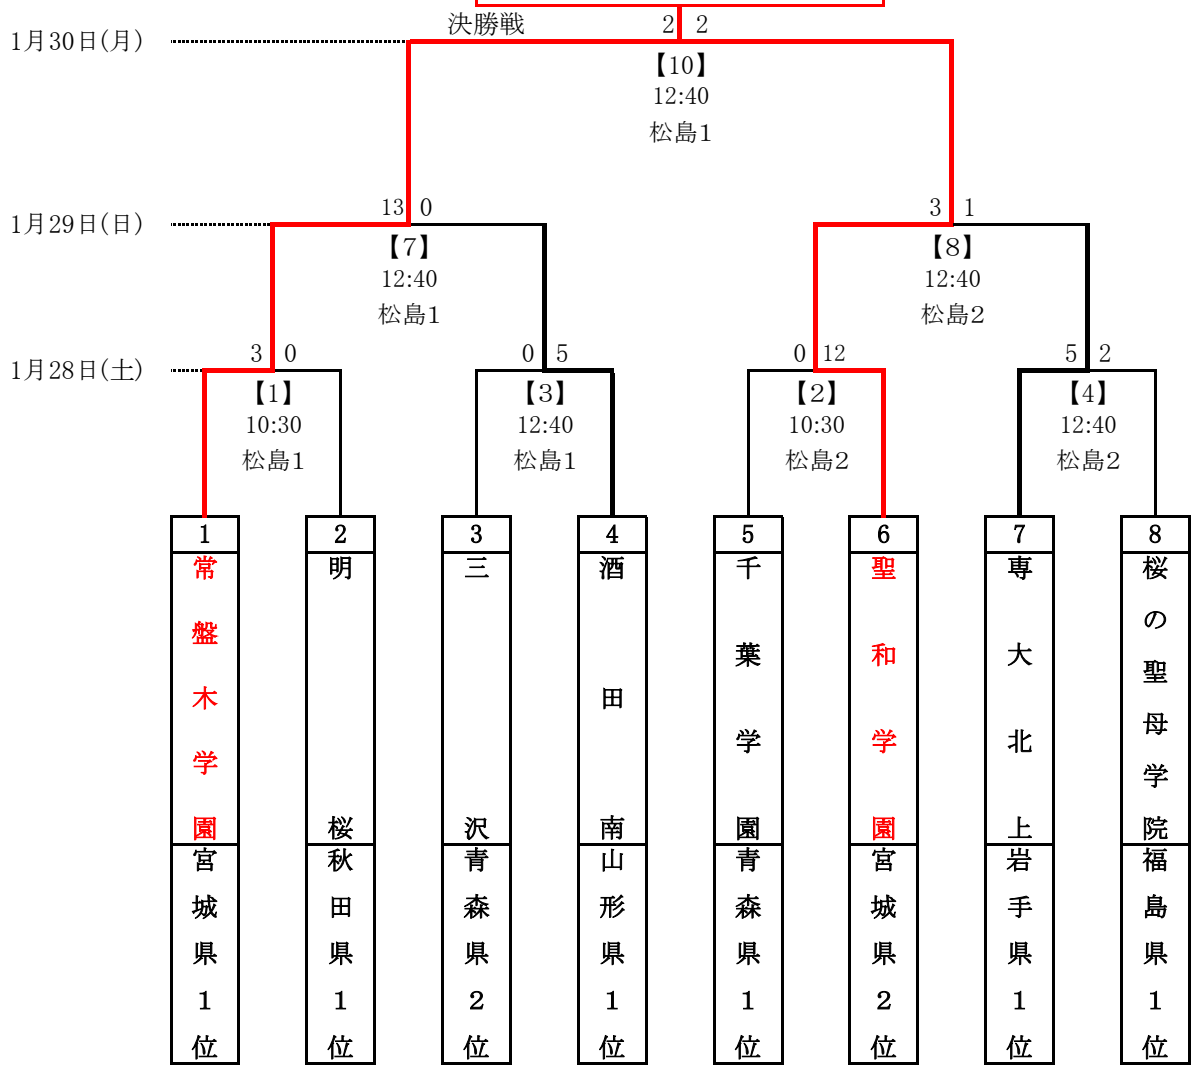 決勝戦
2 2
1月30日(月)
【10】
12:40
松島1
13 0
3 1
1月29日(日)
【7】
12:40
松島1
【8】
12:40
松島2
3 0
0 5
0 12
5 2
1月28日(土)
【1】
10:30
松島1
【3】
12:40
松島1
【2】
10:30
松島2
【4】
12:40
松島2
1
常盤木学園
宮城県1位
2
明桜
秋田県1位
3
三沢
青森県2位
4
酒田南
山形県1位
5
千葉学園
青森県1位
6
聖和学園
宮城県2位
7
専大北上
岩手県1位
8
桜の聖母学院
福島県1位